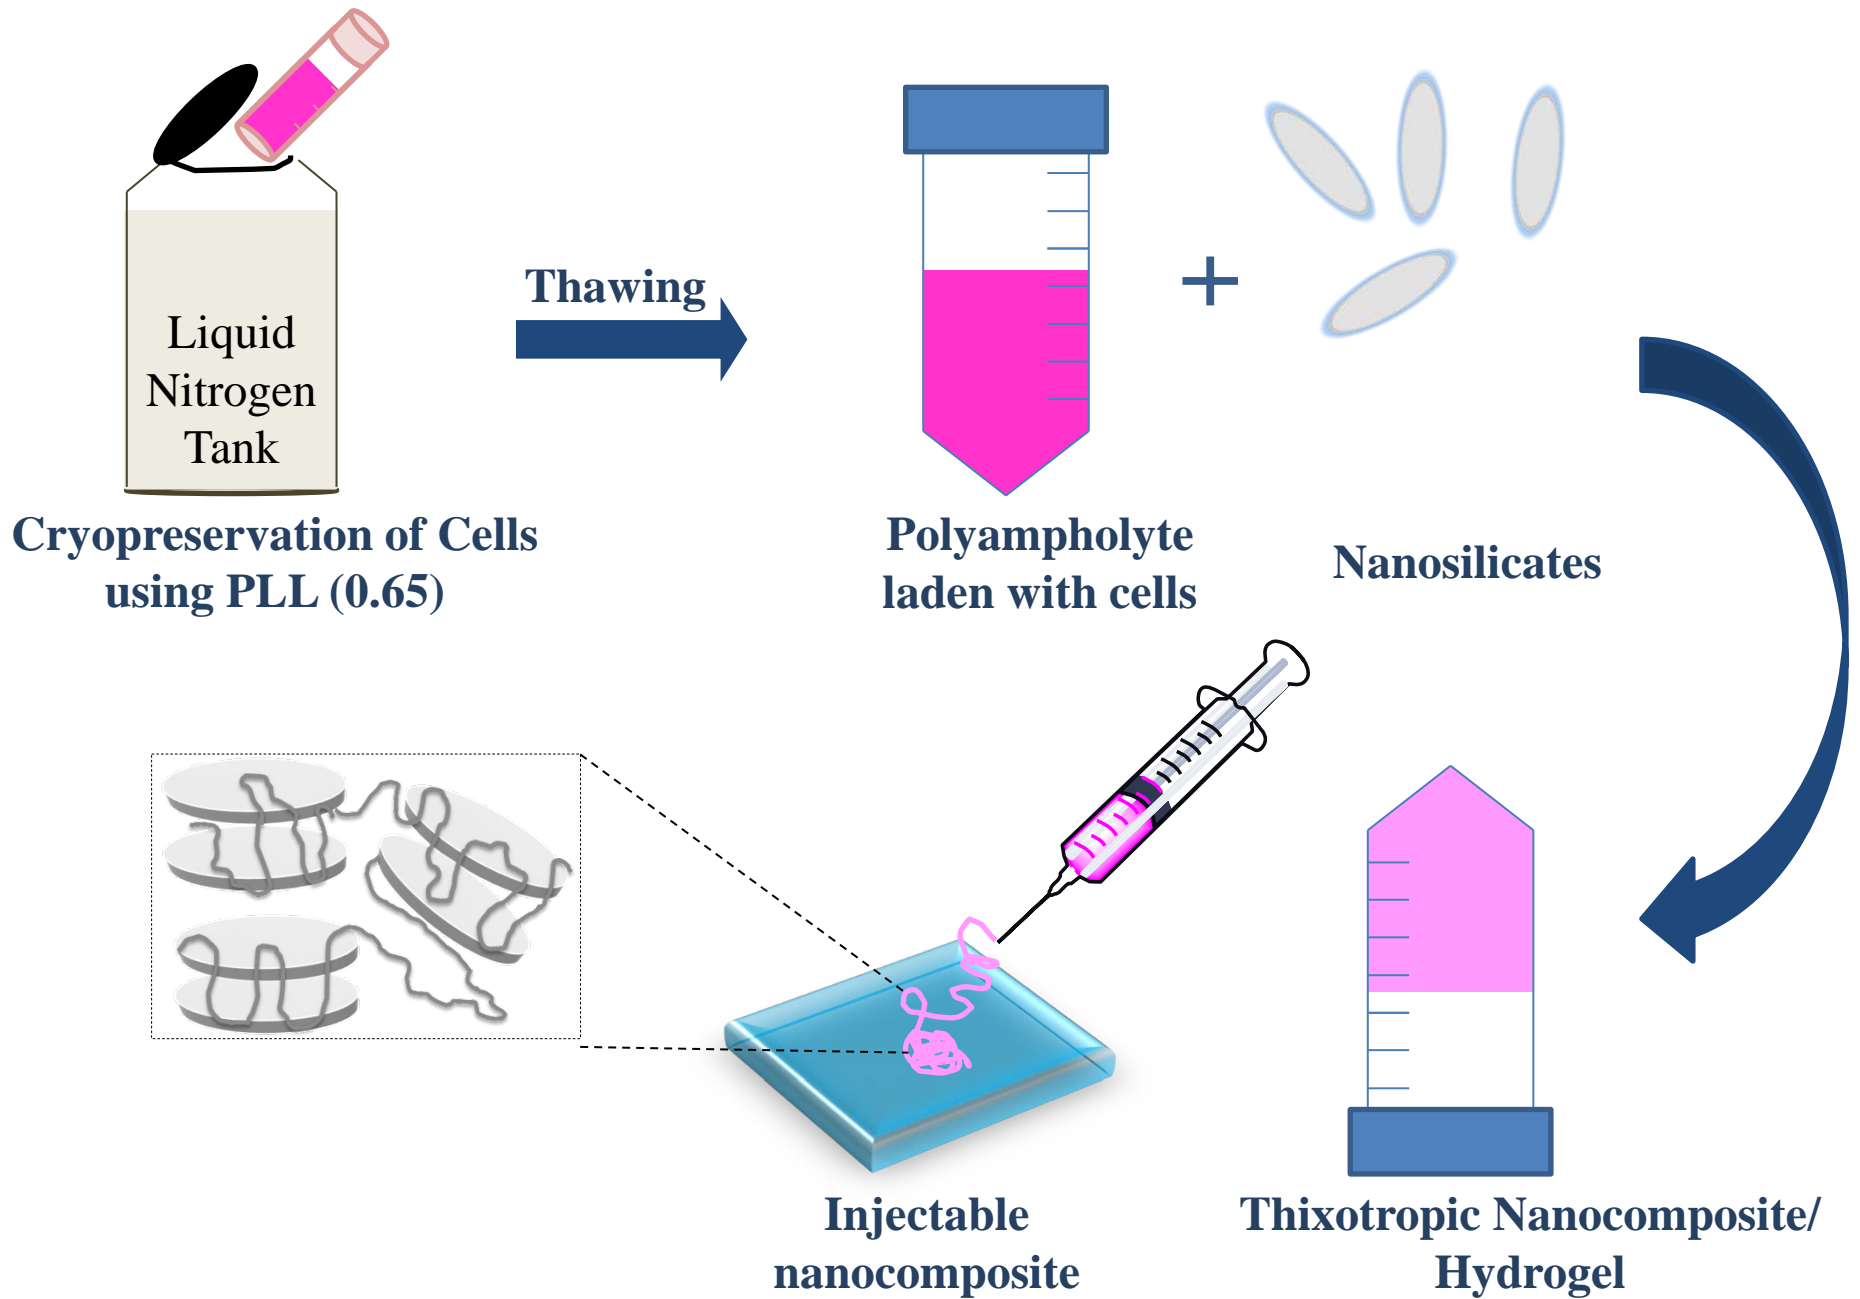 Liquid
Nitrogen
Tank
Thawing
+
Cryopreservation of Cells
using PLL (0.65)
Polyampholyte
laden with cells
Nanosilicates
Injectable
nanocomposite
Thixotropic Nanocomposite/
Hydrogel